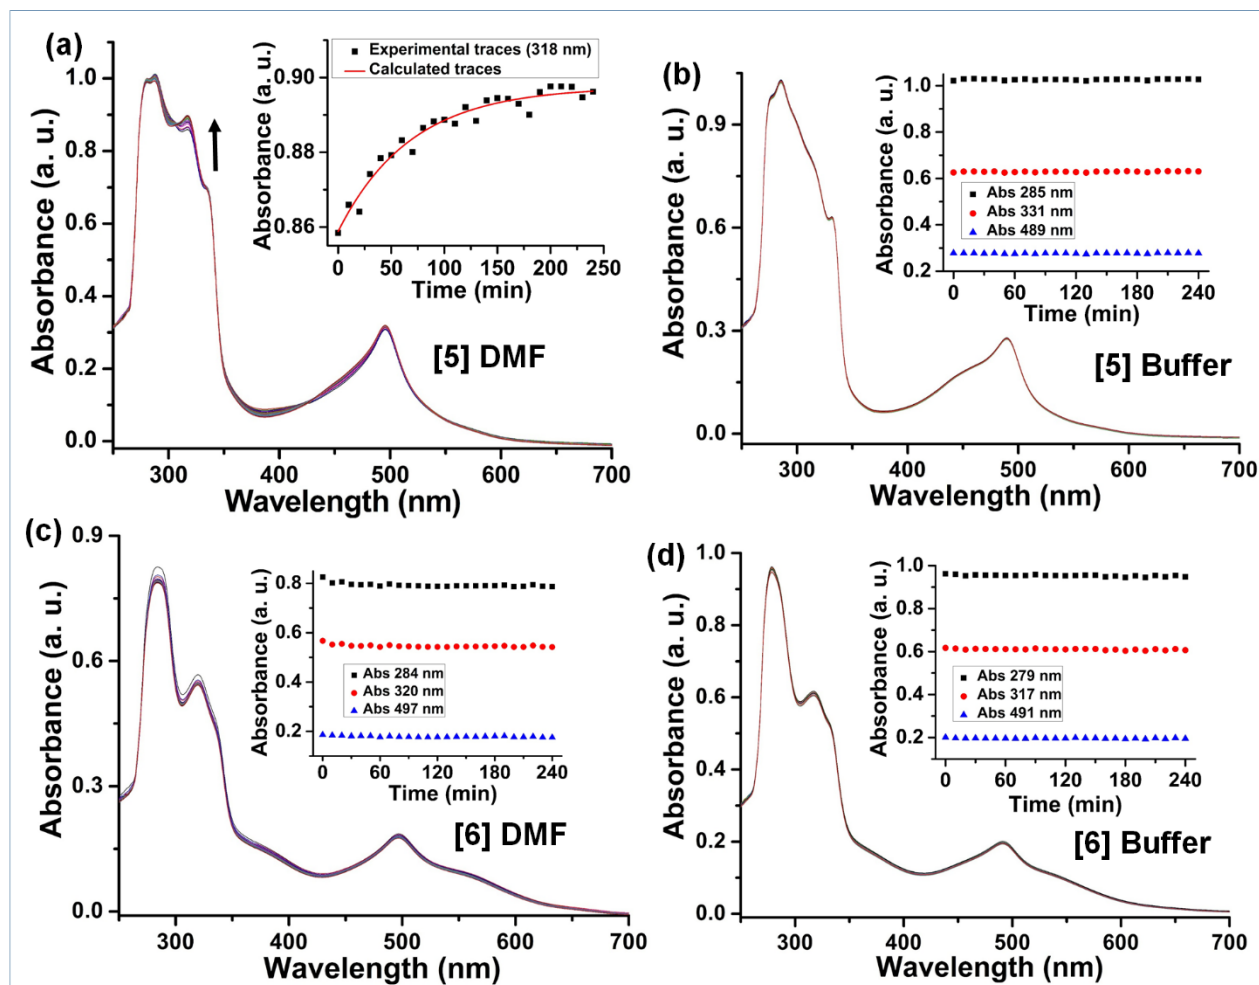 (a)
Experimental traces (318 nm)
Calculated traces
Absorbance (a. u.)
0.90
0.88
0.86
0 50 100 150 200 250
Time (min)
Absorbance (a. u.)
1.0
0.8
0.6
0.4
0.2
0.0
[5] DMF
300 400 500 600 700
Wavelength (nm)
(b)
Absorbance (a. u.)
1.0
0.8
0.6
0.4
0.2
Abs 285 nm
Abs 331 nm
Abs 489 nm
0 60 120 180 240
Time (min)
Absorbance (a. u.)
0.9
0.6
0.3
0.0
[5] Buffer
300 400 500 600 700
Wavelength (nm)
(c)
Absorbance (a. u.)
0.8
0.6
0.4
0.2
Abs 284 nm
Abs 320 nm
Abs 497 nm
0 60 120 180 240
Time (min)
Absorbance (a. u.)
0.9
0.6
0.3
0.0
[6] DMF
300 400 500 600 700
Wavelength (nm)
(d)
Absorbance (a. u.)
1.0
0.8
0.6
0.4
0.2
Abs 279 nm
Abs 317 nm
Abs 491 nm
0 60 120 180 240
Time (min)
Absorbance (a. u.)
1.0
0.8
0.6
0.4
0.2
0.0
[6] Buffer
300 400 500 600 700
Wavelength (nm)